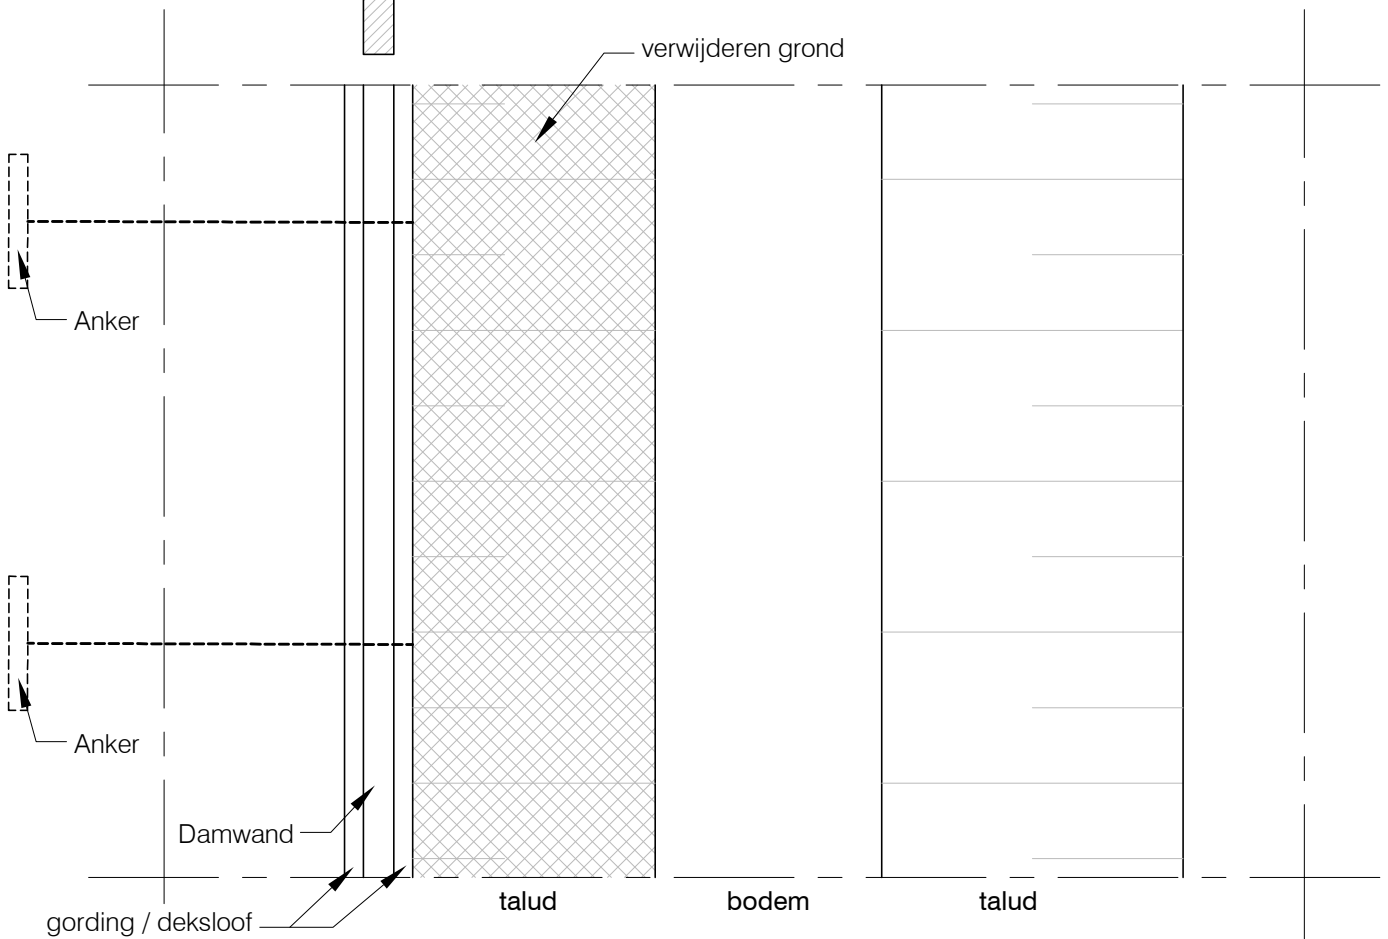 verwijderen grond
Anker
Anker
Damwand
gording / deksloof
talud
bodem
talud